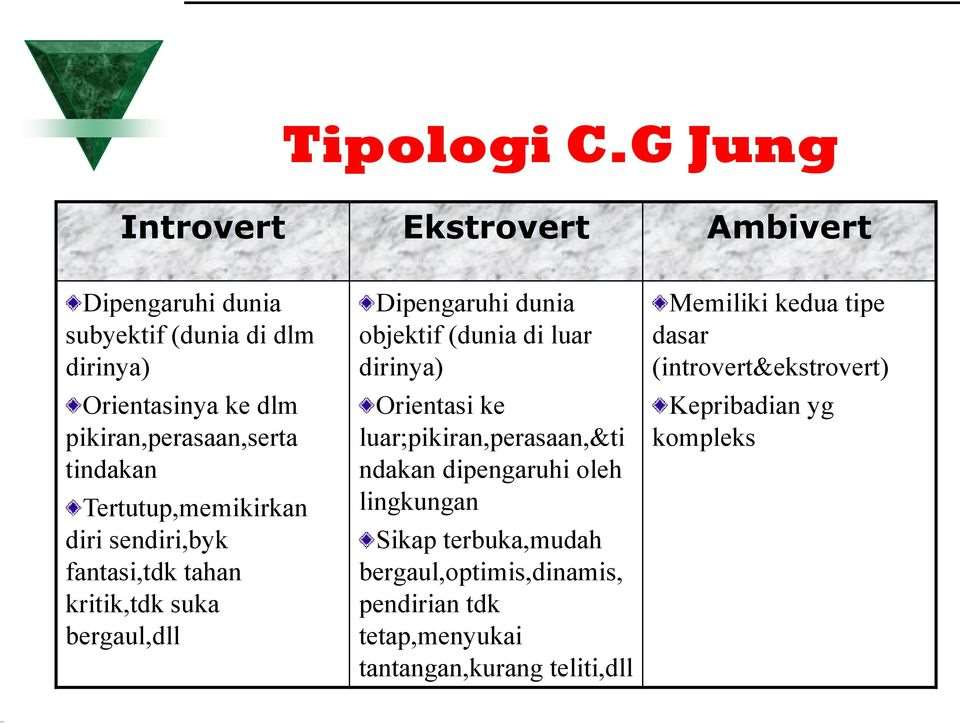 Tipologi C.G Jung
Introvert
Ekstrovert
Ambivert
Dipengaruhi dunia
subyektif (dunia di dlm
dirinya)
Orientasinya ke dlm
pikiran,perasaan,serta
tindakan
Tertutup,memikirkan
diri sendiri,byk
fantasi,tdk tahan
kritik,tdk suka
bergaul,dll
Dipengaruhi dunia
objektif (dunia di luar
dirinya)
Orientasi ke
luar;pikiran,perasaan,&ti
ndakan dipengaruhi oleh
lingkungan
Sikap terbuka,mudah
bergaul,optimis,dinamis,
pendirian tdk
tetap,menyukai
tantangan,kurang teliti,dll
Memiliki kedua tipe
dasar
(introvert&ekstrovert)
Kepribadian yg
kompleks